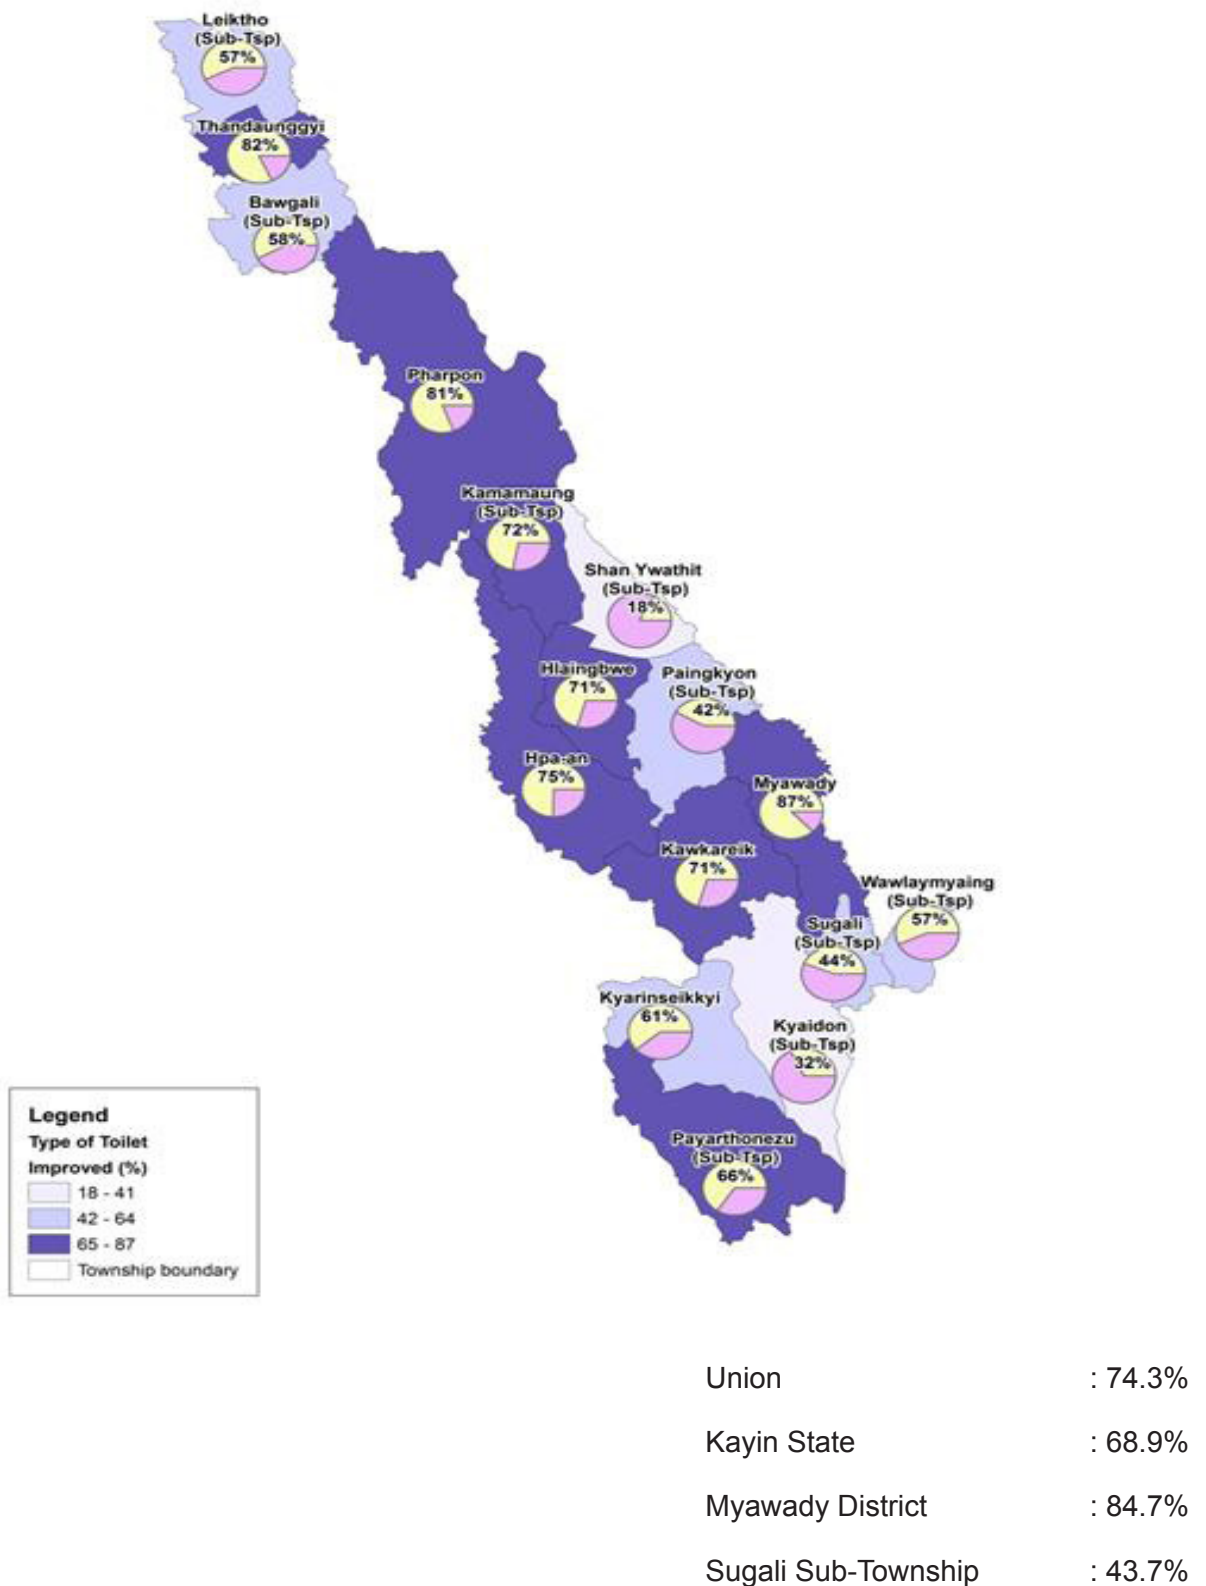 Leiktho
(Sub-Tsp)
57%
Thandaunggyi
82%
Bawgali
(Sub-Tsp)
58%
Pharpon
81%
Kamamaung
(Sub-Tsp)
72%
Shan Ywathit
(Sub-Tsp)
18%
Hlaingbwe
71%
Paingkyon
(Sub-Tsp)
42%
Hpa-an
75%
Myawady
87%
Kawkareik
71%
Wawlaymyaing
(Sub-Tsp)
57%
Sugali
(Sub-Tsp)
44%
Kyarinseikkyi
61%
Kyaidon
(Sub-Tsp)
32%
Payarthonezu
(Sub-Tsp)
66%
Legend
Type of Toilet
Improved (%)
18 - 41
42 - 64
65 - 87
Township boundary
Union : 74.3%
Kayin State : 68.9%
Myawady District : 84.7%
Sugali Sub-Township : 43.7%